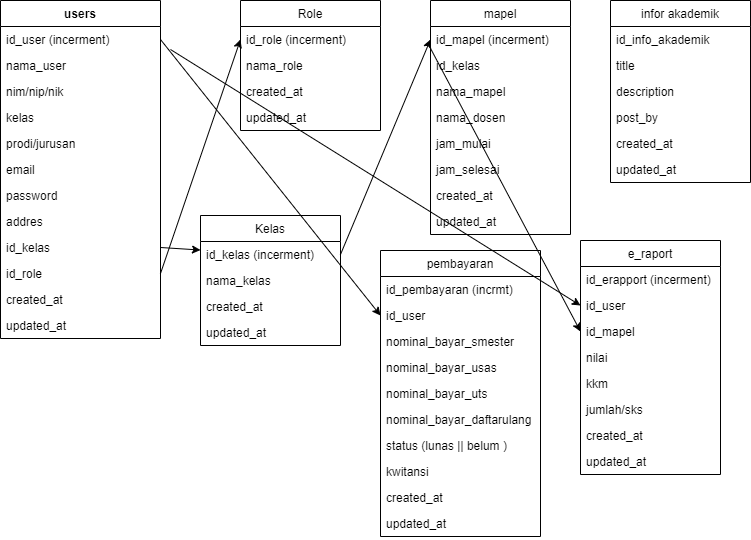 users
id_user (incerment)
nama_user
nim/nip/nik
kelas
prodi/jurusan
email
password
addres
id_kelas
id_role
created_at
updated_at
Role
id_role (incerment)
nama_role
created_at
updated_at
Kelas
id_kelas (incerment)
nama_kelas
created_at
updated_at
mapel
id_mapel (incerment)
id_kelas
nama_mapel
nama_dosen
jam_mulai
jam_selesai
created_at
updated_at
pembayaran
id_pembayaran (incrmt)
id_user
nominal_bayar_smester
nominal_bayar_usas
nominal_bayar_uts
nominal_bayar_daftarulang
status (lunas || belum )
kwitansi
created_at
updated_at
infor akademik
id_info_akademik
title
description
post_by
created_at
updated_at
e_raport
id_erapport (incerment)
id_user
id_mapel
nilai
kkm
jumlah/sks
created_at
updated_at